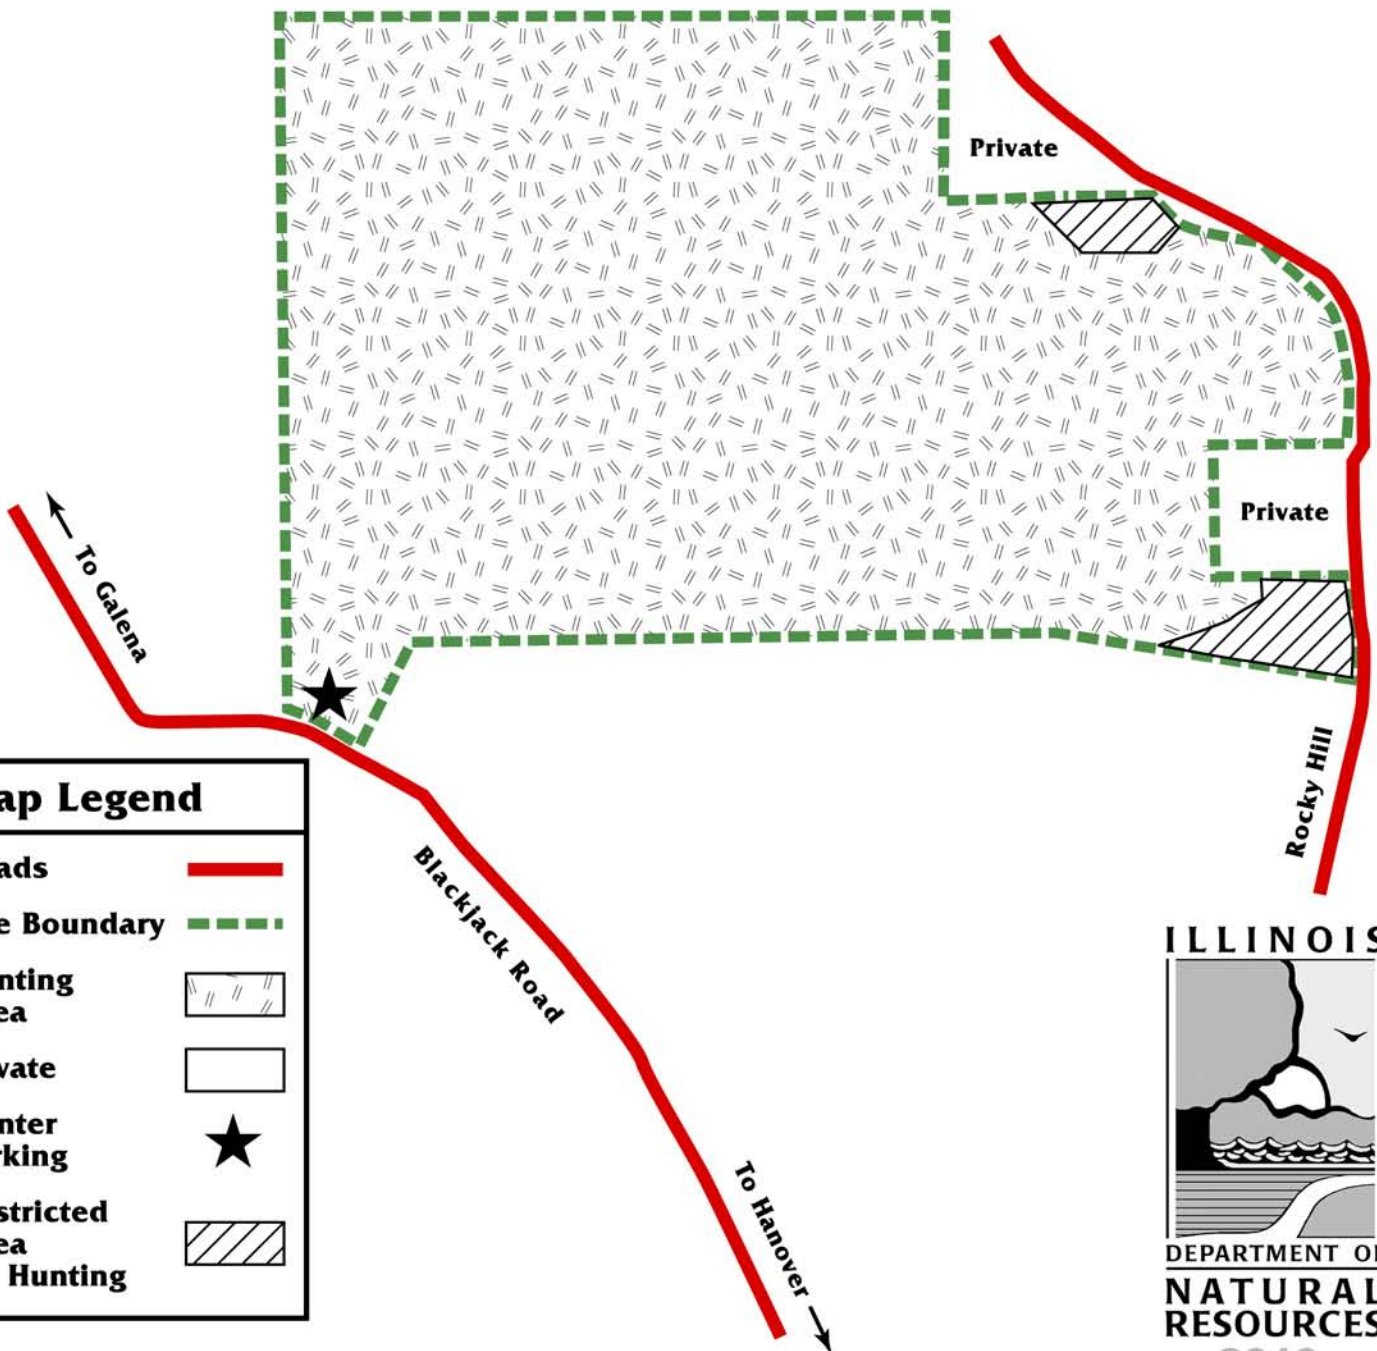 Private
Private
To Galena
ap Legend
ads
e Boundary
nting
ea
vate
nter
rking
stricted
ea
Hunting
Blackjack Road
To Hanover
Rocky Hill
ILLINOIS
DEPARTMENT OF
NATURAL
RESOURCES